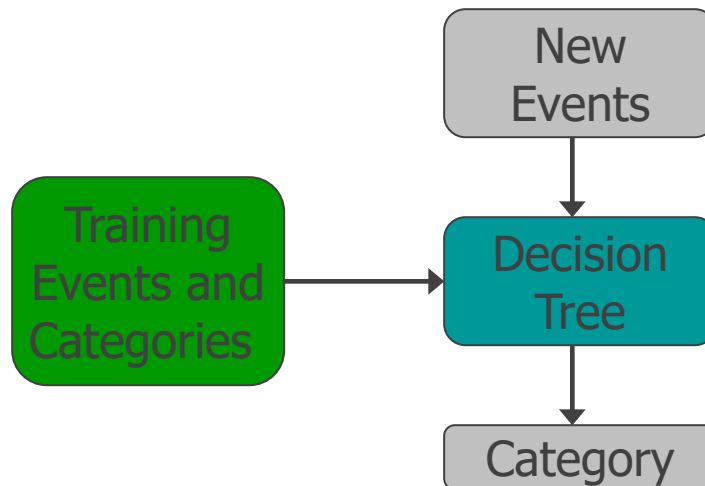 New
Events
Training
Events and
Categories
Decision
Tree
Category